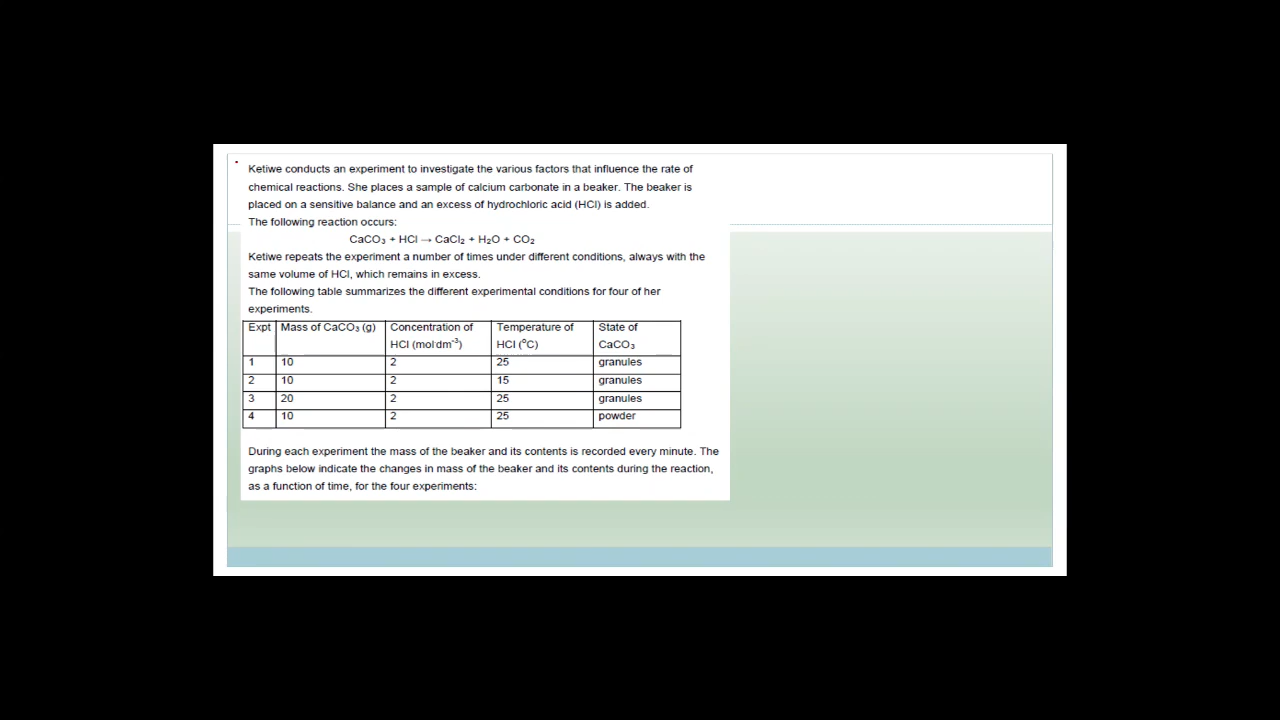 Ketiwe conducts an experiment to investigate the various factors that influence the rate of
chemical reactions. She places a sample of calcium carbonate in a beaker. The beaker is
placed on a sensitive balance and an excess of hydrochloric acid (HCl) is added.
The following reaction occurs:
CaCO₃ + HCl → CaCl₂ + H₂O + CO₂
Ketiwe repeats the experiment a number of times under different conditions, always with the
same volume of HCl, which remains in excess.
The following table summarizes the different experimental conditions for four of her
experiments.
Expt Mass of CaCO₃ (g) Concentration of HCl (mol·dm⁻³) Temperature of HCl (⁰C) State of CaCO₃
1 10 2 25 granules
2 10 2 15 granules
3 20 2 25 granules
4 10 2 25 powder
During each experiment the mass of the beaker and its contents is recorded every minute. The
graphs below indicate the changes in mass of the beaker and its contents during the reaction,
as a function of time, for the four experiments: